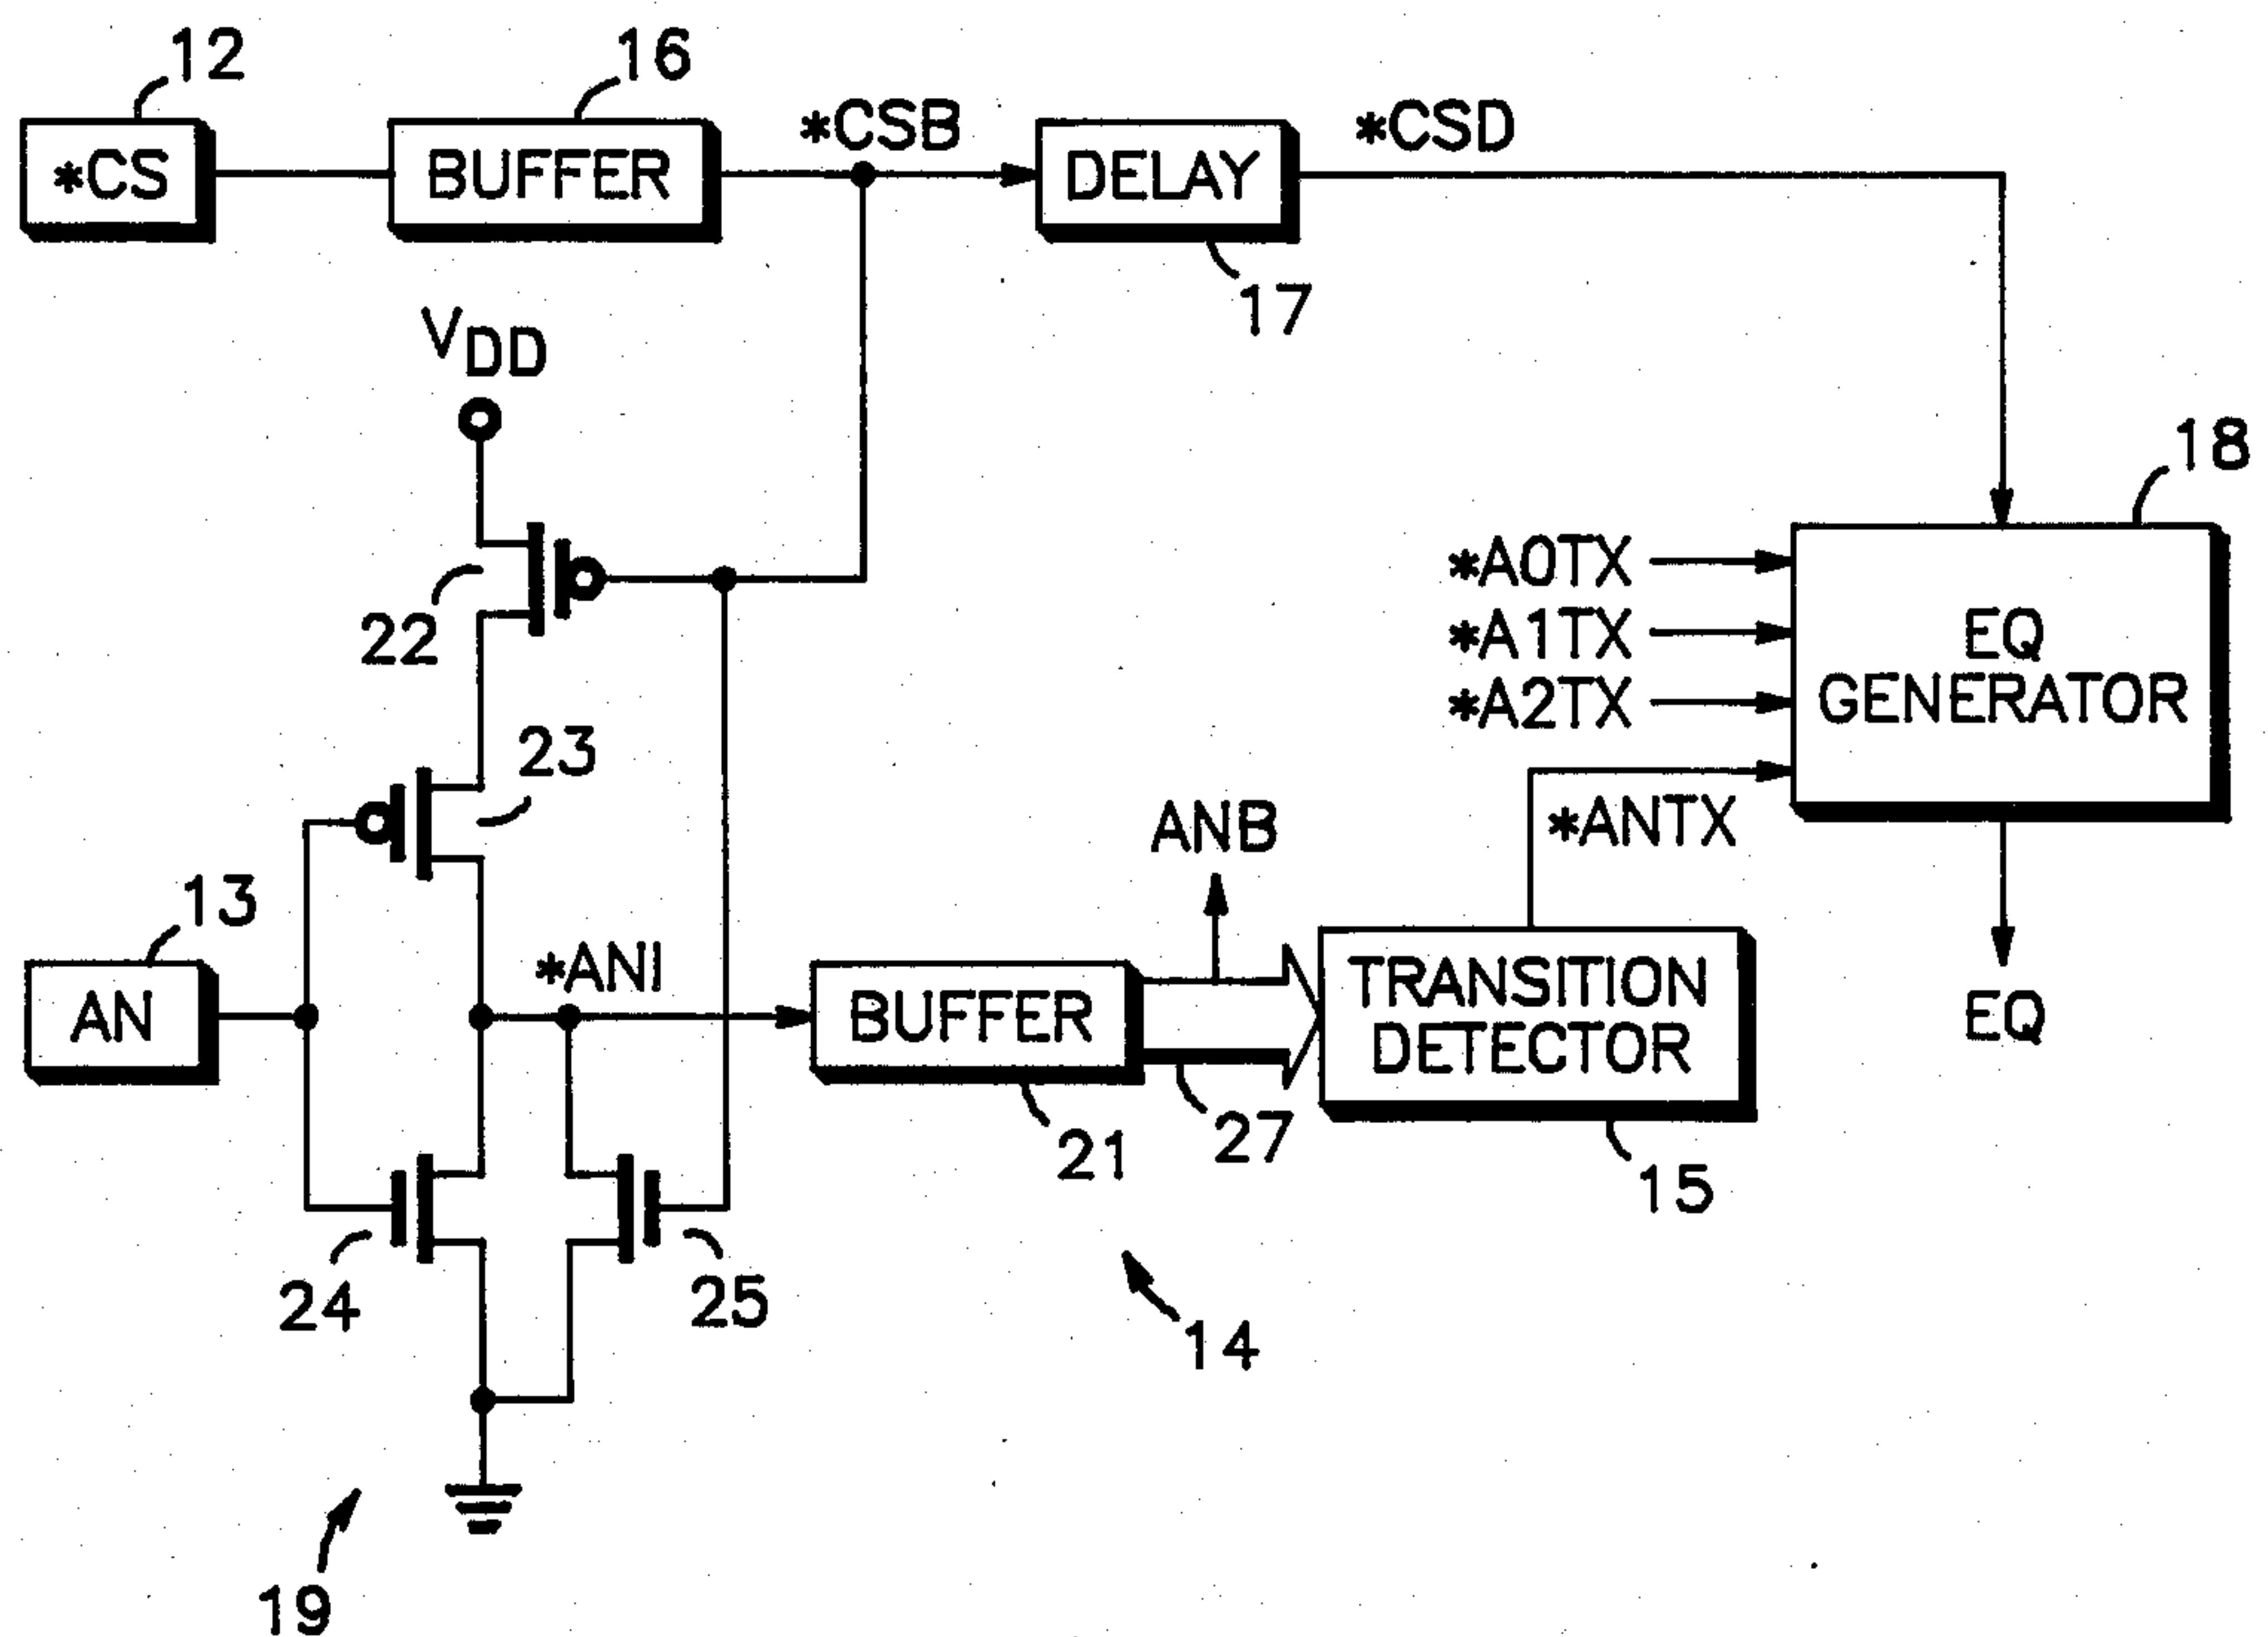 12
16
*CS
BUFFER
*CSB
DELAY
*CSD
17
VDD
18
22
*A0TX
*A1TX
*A2TX
EQ
GENERATOR
23
*ANTX
ANB
13
AN
*ANI
BUFFER
TRANSITION
DETECTOR
EQ
21
27
15
24
25
14
19